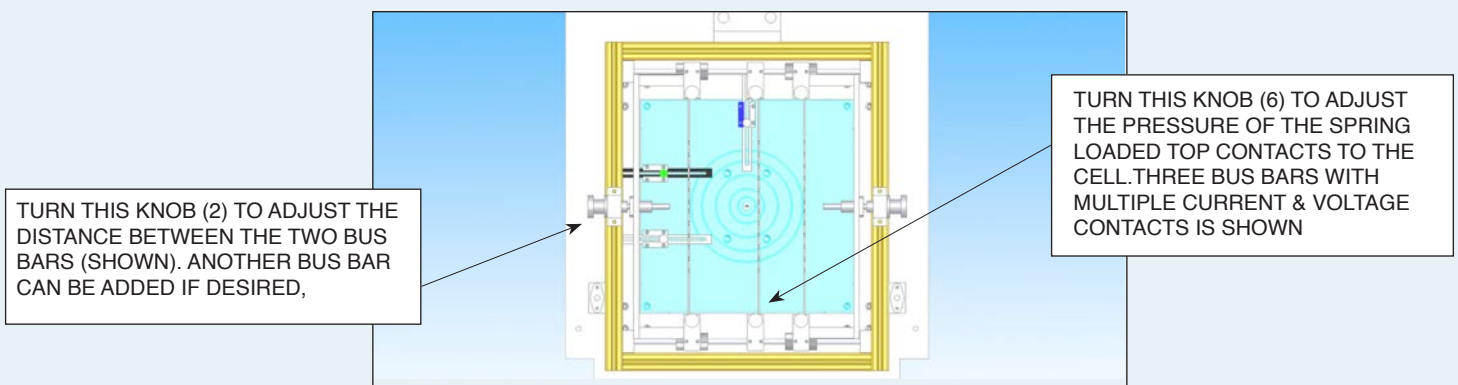 TURN THIS KNOB (2) TO ADJUST THE
DISTANCE BETWEEN THE TWO BUS
BARS (SHOWN). ANOTHER BUS BAR
CAN BE ADDED IF DESIRED,
TURN THIS KNOB (6) TO ADJUST
THE PRESSURE OF THE SPRING
LOADED TOP CONTACTS TO THE
CELL.THREE BUS BARS WITH
MULTIPLE CURRENT & VOLTAGE
CONTACTS IS SHOWN